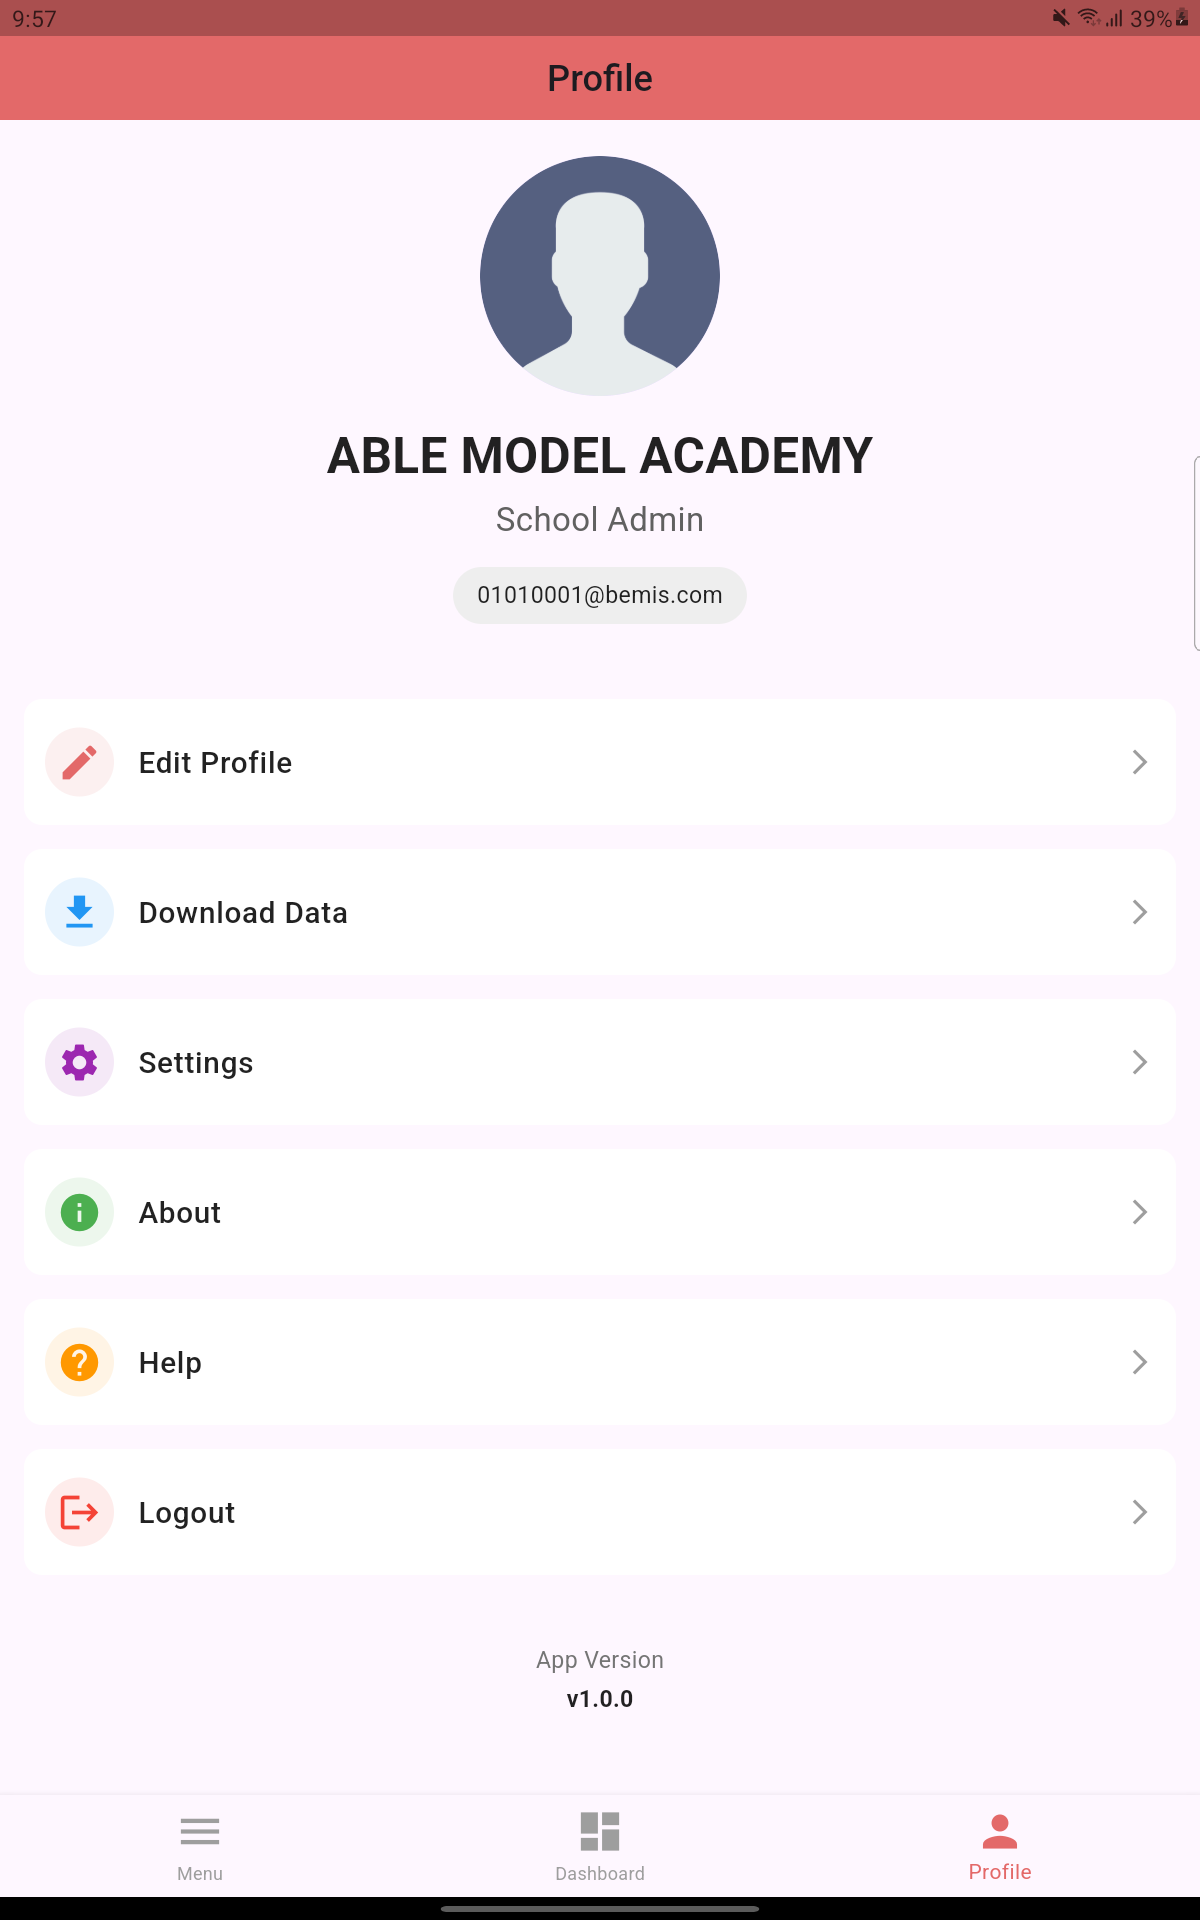 9:57
39%
Profile
ABLE MODEL ACADEMY
School Admin
01010001@bemis.com
Edit Profile
Download Data
Settings
About
Help
Logout
App Version
v1.0.0
Menu
Dashboard
Profile